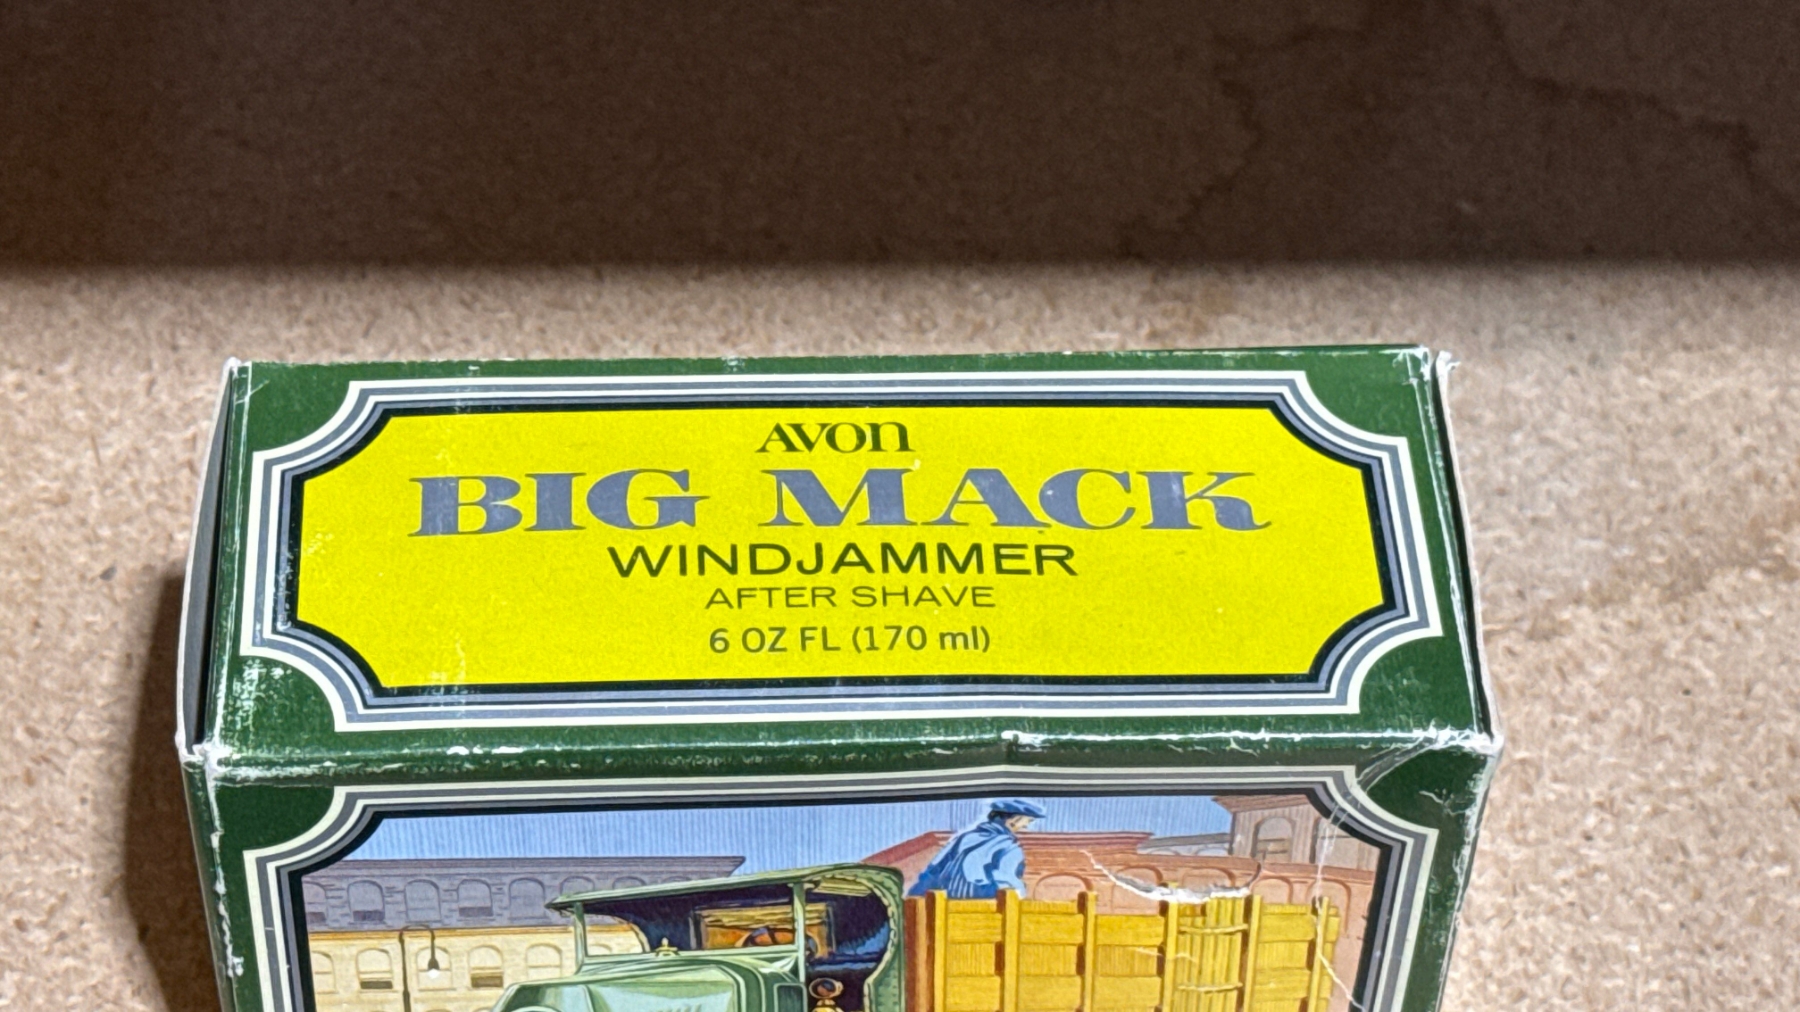 AVON
BIG MACK
WINDJAMMER
AFTER SHAVE
6 OZ FL (170 ml)